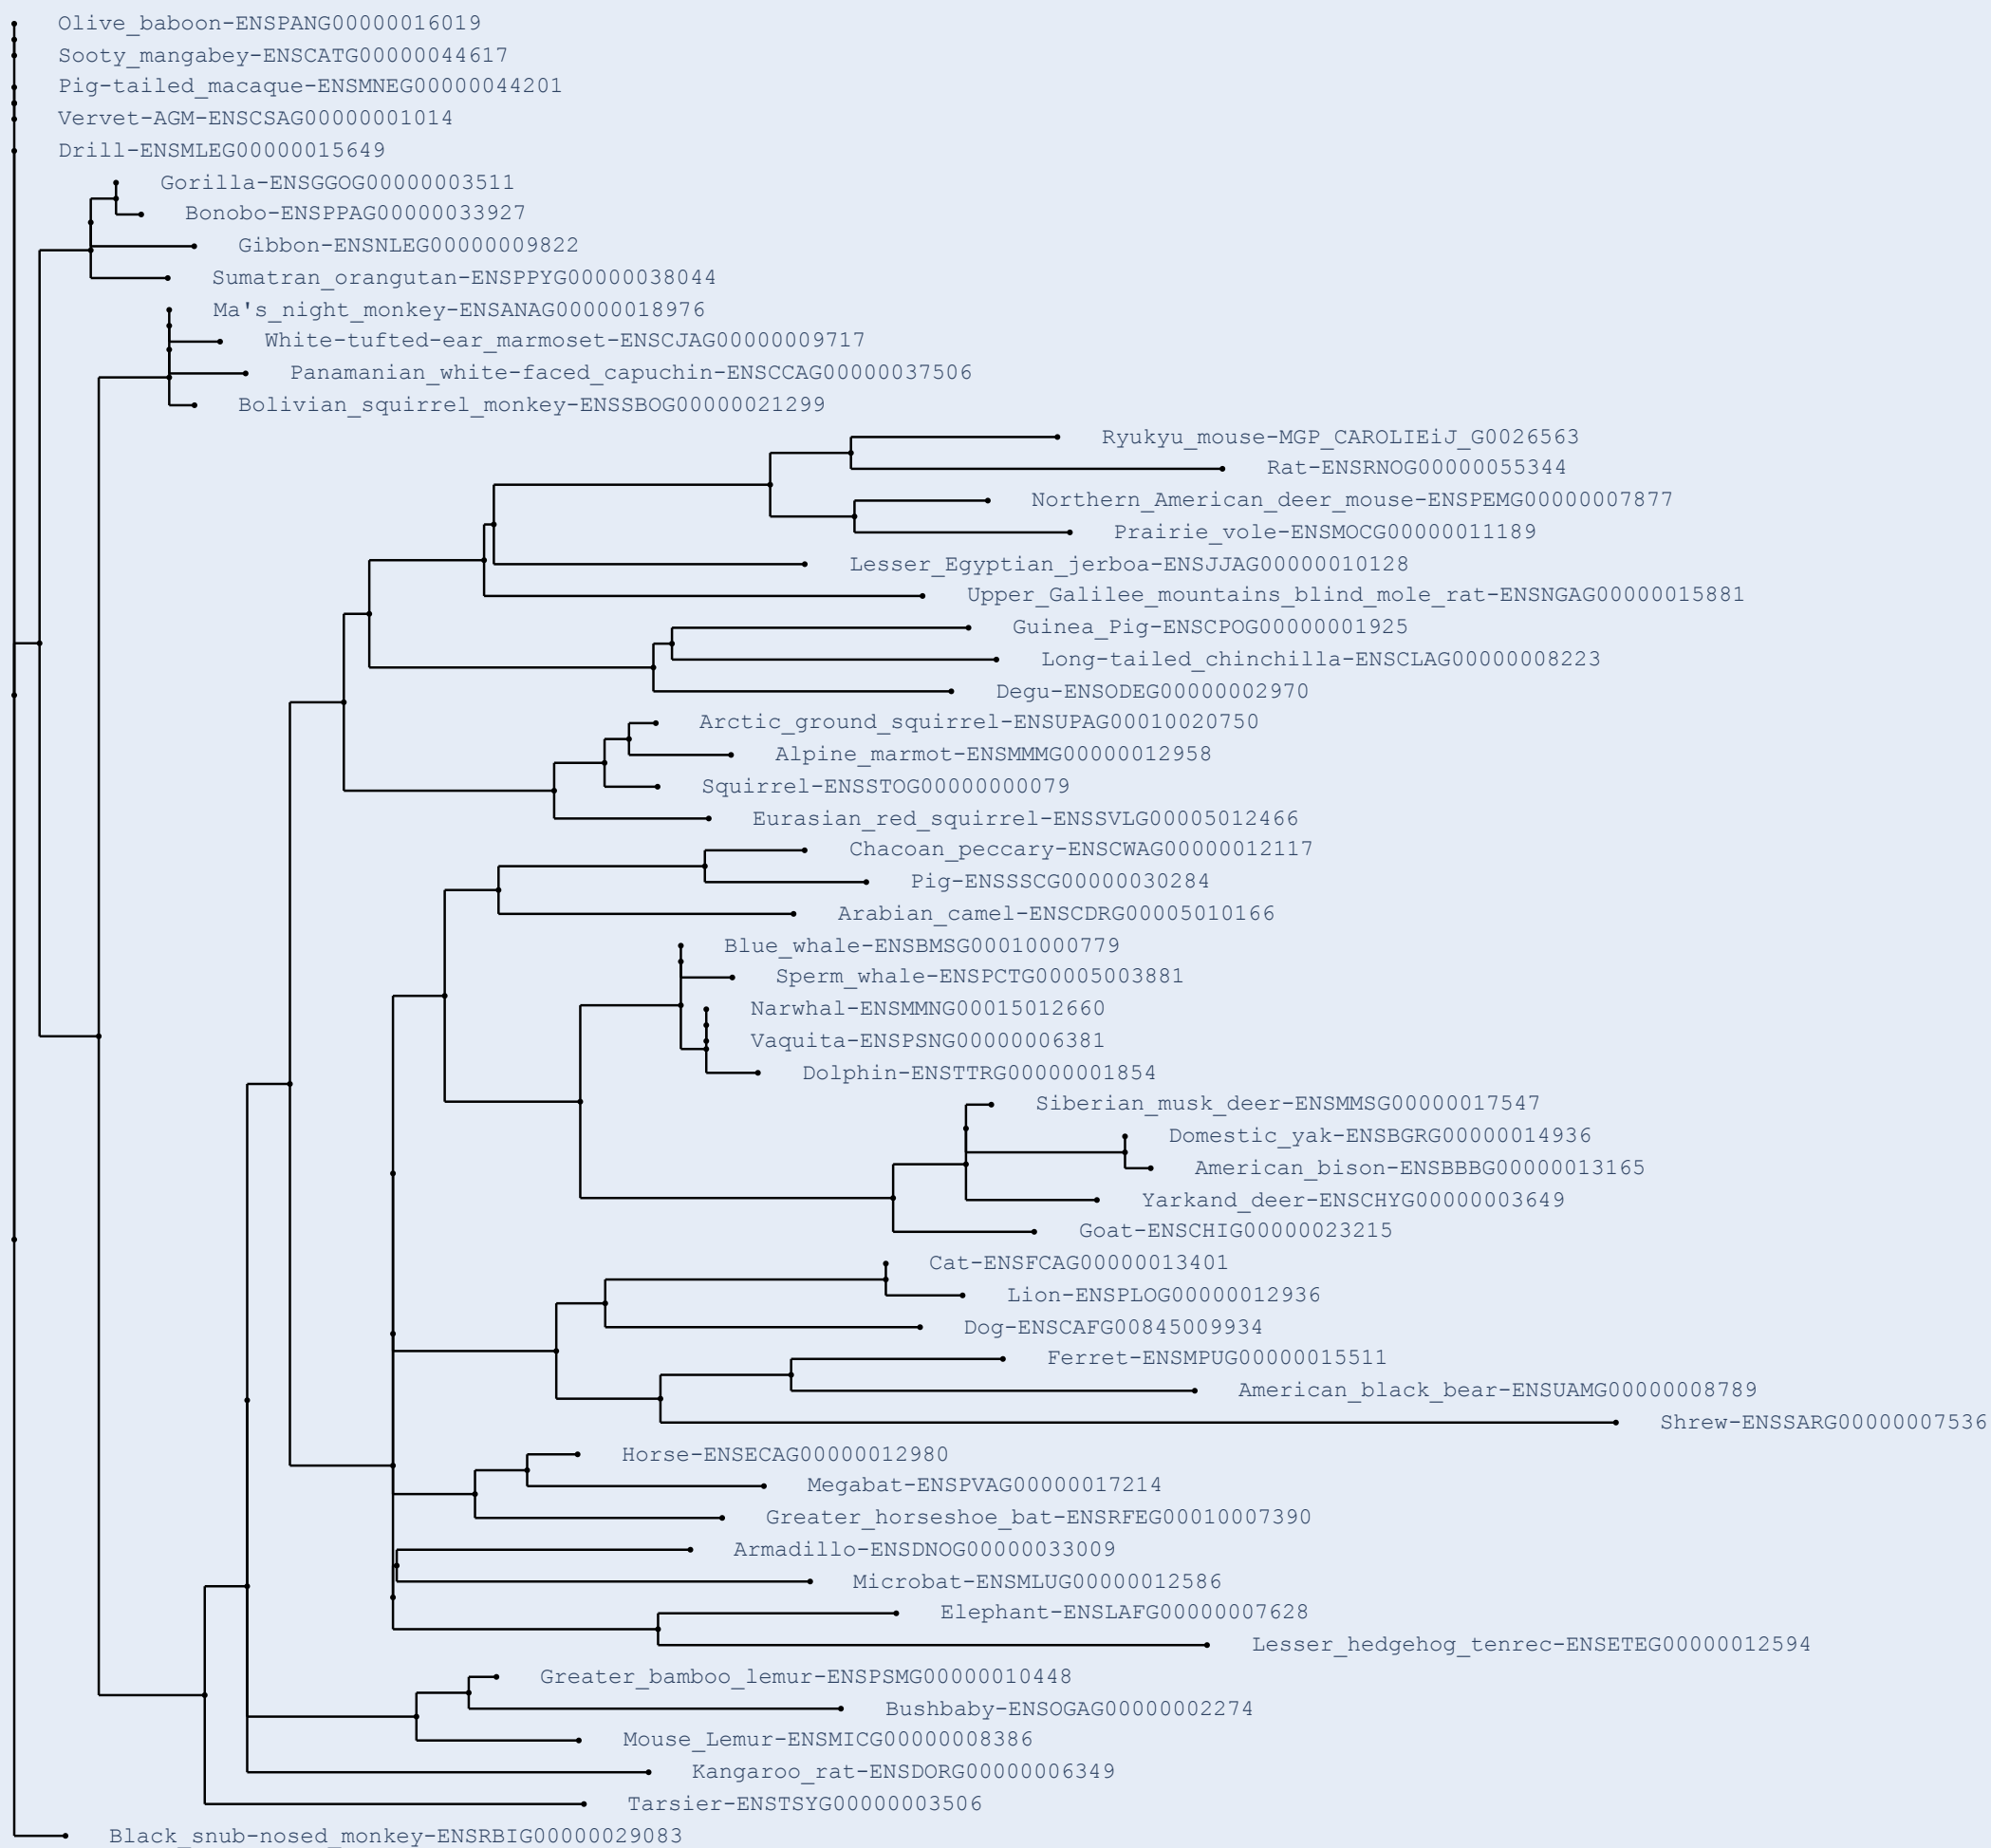 Olive_baboon-ENSPANG00000016019
Sooty_mangabey-ENSCATG00000044617
Pig-tailed_macaque-ENSMNEG00000044201
Vervet-AGM-ENSCSAG00000001014
Drill-ENSMLEG00000015649
Gorilla-ENSGGOG00000003511
Bonobo-ENSPPAG00000033927
Gibbon-ENSNLEG00000009822
Sumatran_orangutan-ENSPPYG00000038044
Ma's_night_monkey-ENSANAG00000018976
White-tufted-ear_marmoset-ENSCJAG00000009717
Panamanian_white-faced_capuchin-ENSCCAG00000037506
Bolivian_squirrel_monkey-ENSSBOG00000021299
Ryukyu_mouse-MGP_CAROLIEiJ_G0026563
Rat-ENSRNOG00000055344
Northern_American_deer_mouse-ENSPEMG00000007877
Prairie_vole-ENSMOCG00000011189
Lesser_Egyptian_jerboa-ENSJJAG00000010128
Upper_Galilee_mountains_blind_mole_rat-ENSNGAG00000015881
Guinea_Pig-ENSCPOG00000001925
Long-tailed_chinchilla-ENSCLAG00000008223
Degu-ENSODEG00000002970
Arctic_ground_squirrel-ENSUPAG00010020750
Alpine_marmot-ENSMMMG00000012958
Squirrel-ENSSTOG00000000079
Eurasian_red_squirrel-ENSSVLG00005012466
Chacoan_peccary-ENSCWAG00000012117
Pig-ENSSSCG00000030284
Arabian_camel-ENSCDRG00005010166
Blue_whale-ENSBMSG00010000779
Sperm_whale-ENSPCTG00005003881
Narwhal-ENSMMNG00015012660
Vaquita-ENSPSNG00000006381
Dolphin-ENSTTRG00000001854
Siberian_musk_deer-ENSMMSG00000017547
Domestic_yak-ENSBGRG00000014936
American_bison-ENSBBBG00000013165
Yarkand_deer-ENSCHYG00000003649
Goat-ENSCHIG00000023215
Cat-ENSFCAG00000013401
Lion-ENSPLOG00000012936
Dog-ENSCAFG00845009934
Ferret-ENSMPUG00000015511
American_black_bear-ENSUAMG00000008789
Shrew-ENSSARG00000007536
Horse-ENSECAG00000012980
Megabat-ENSPVAG00000017214
Greater_horseshoe_bat-ENSRFEG00010007390
Armadillo-ENSDNOG00000033009
Microbat-ENSMLUG00000012586
Elephant-ENSLAFG00000007628
Lesser_hedgehog_tenrec-ENSETEG00000012594
Greater_bamboo_lemur-ENSPSMG00000010448
Bushbaby-ENSOGAG00000002274
Mouse_Lemur-ENSMICG00000008386
Kangaroo_rat-ENSDORG00000006349
Tarsier-ENSTSYG00000003506
Black_snub-nosed_monkey-ENSRBIG00000029083